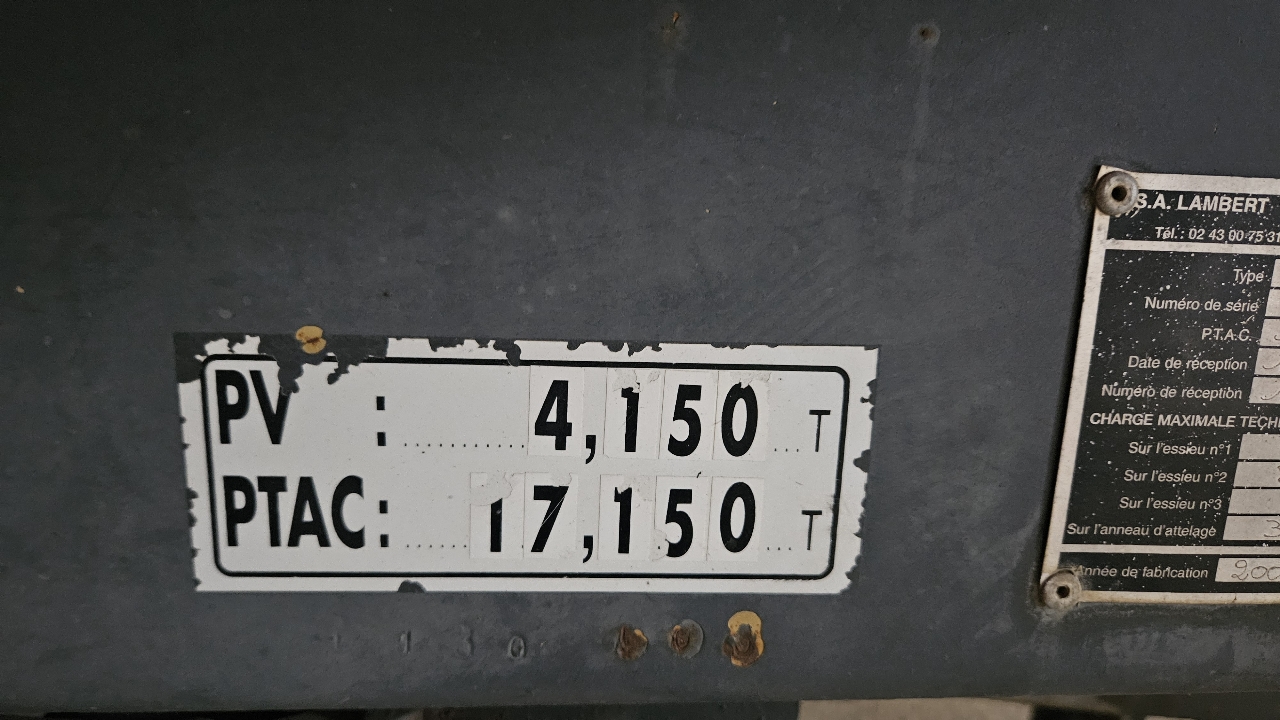 PV : ........... 4,150 ... T
PTAC: ...... 17,150 ... T
S.A. LAMBERT
Tél.: 02 43 00 75 31
Type
Numéro de série
P.T.A.C.
Date de réception
Numéro de réception
CHARGE MAXIMALE
Sur l'essieu n°1
Sur l'essieu n°2
Sur l'essieu n°3
Sur l'anneau d'attelage 3
Année de fabrication 200